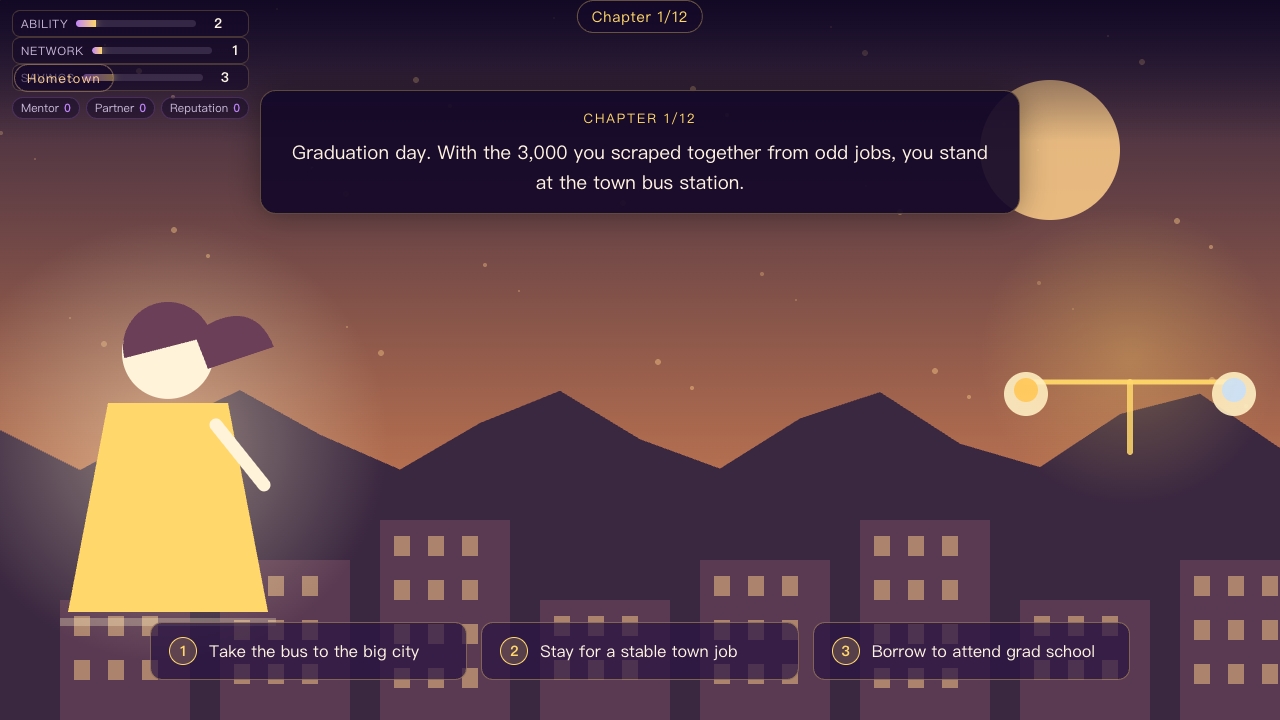 ABILITY 2
Chapter 1/12
NETWORK 1
3
Hometown
Mentor 0 Partner 0 Reputation 0
CHAPTER 1/12
Graduation day. With the 3,000 you scraped together from odd jobs, you stand
at the town bus station.
1 Take the bus to the big city
2 Stay for a stable town job
3 Borrow to attend grad school